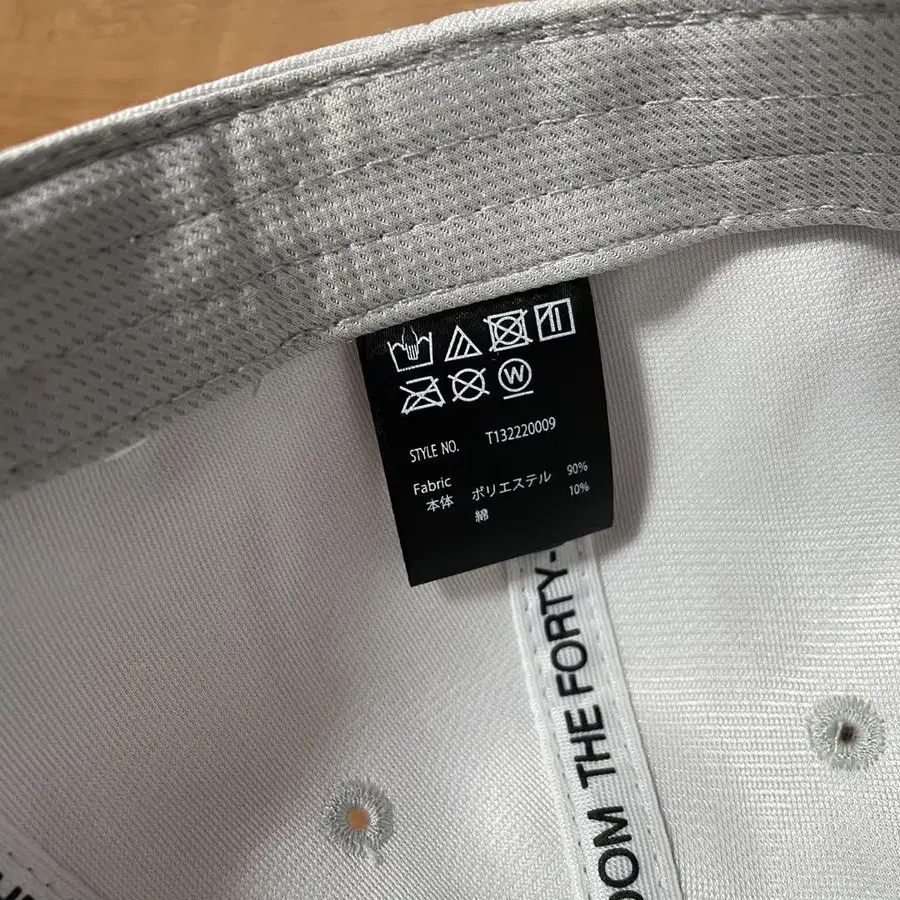 W
STYLE NO. T132220009
Fabric
本体 ポリエステル 90%
綿 10%
OOM THE FORTY-